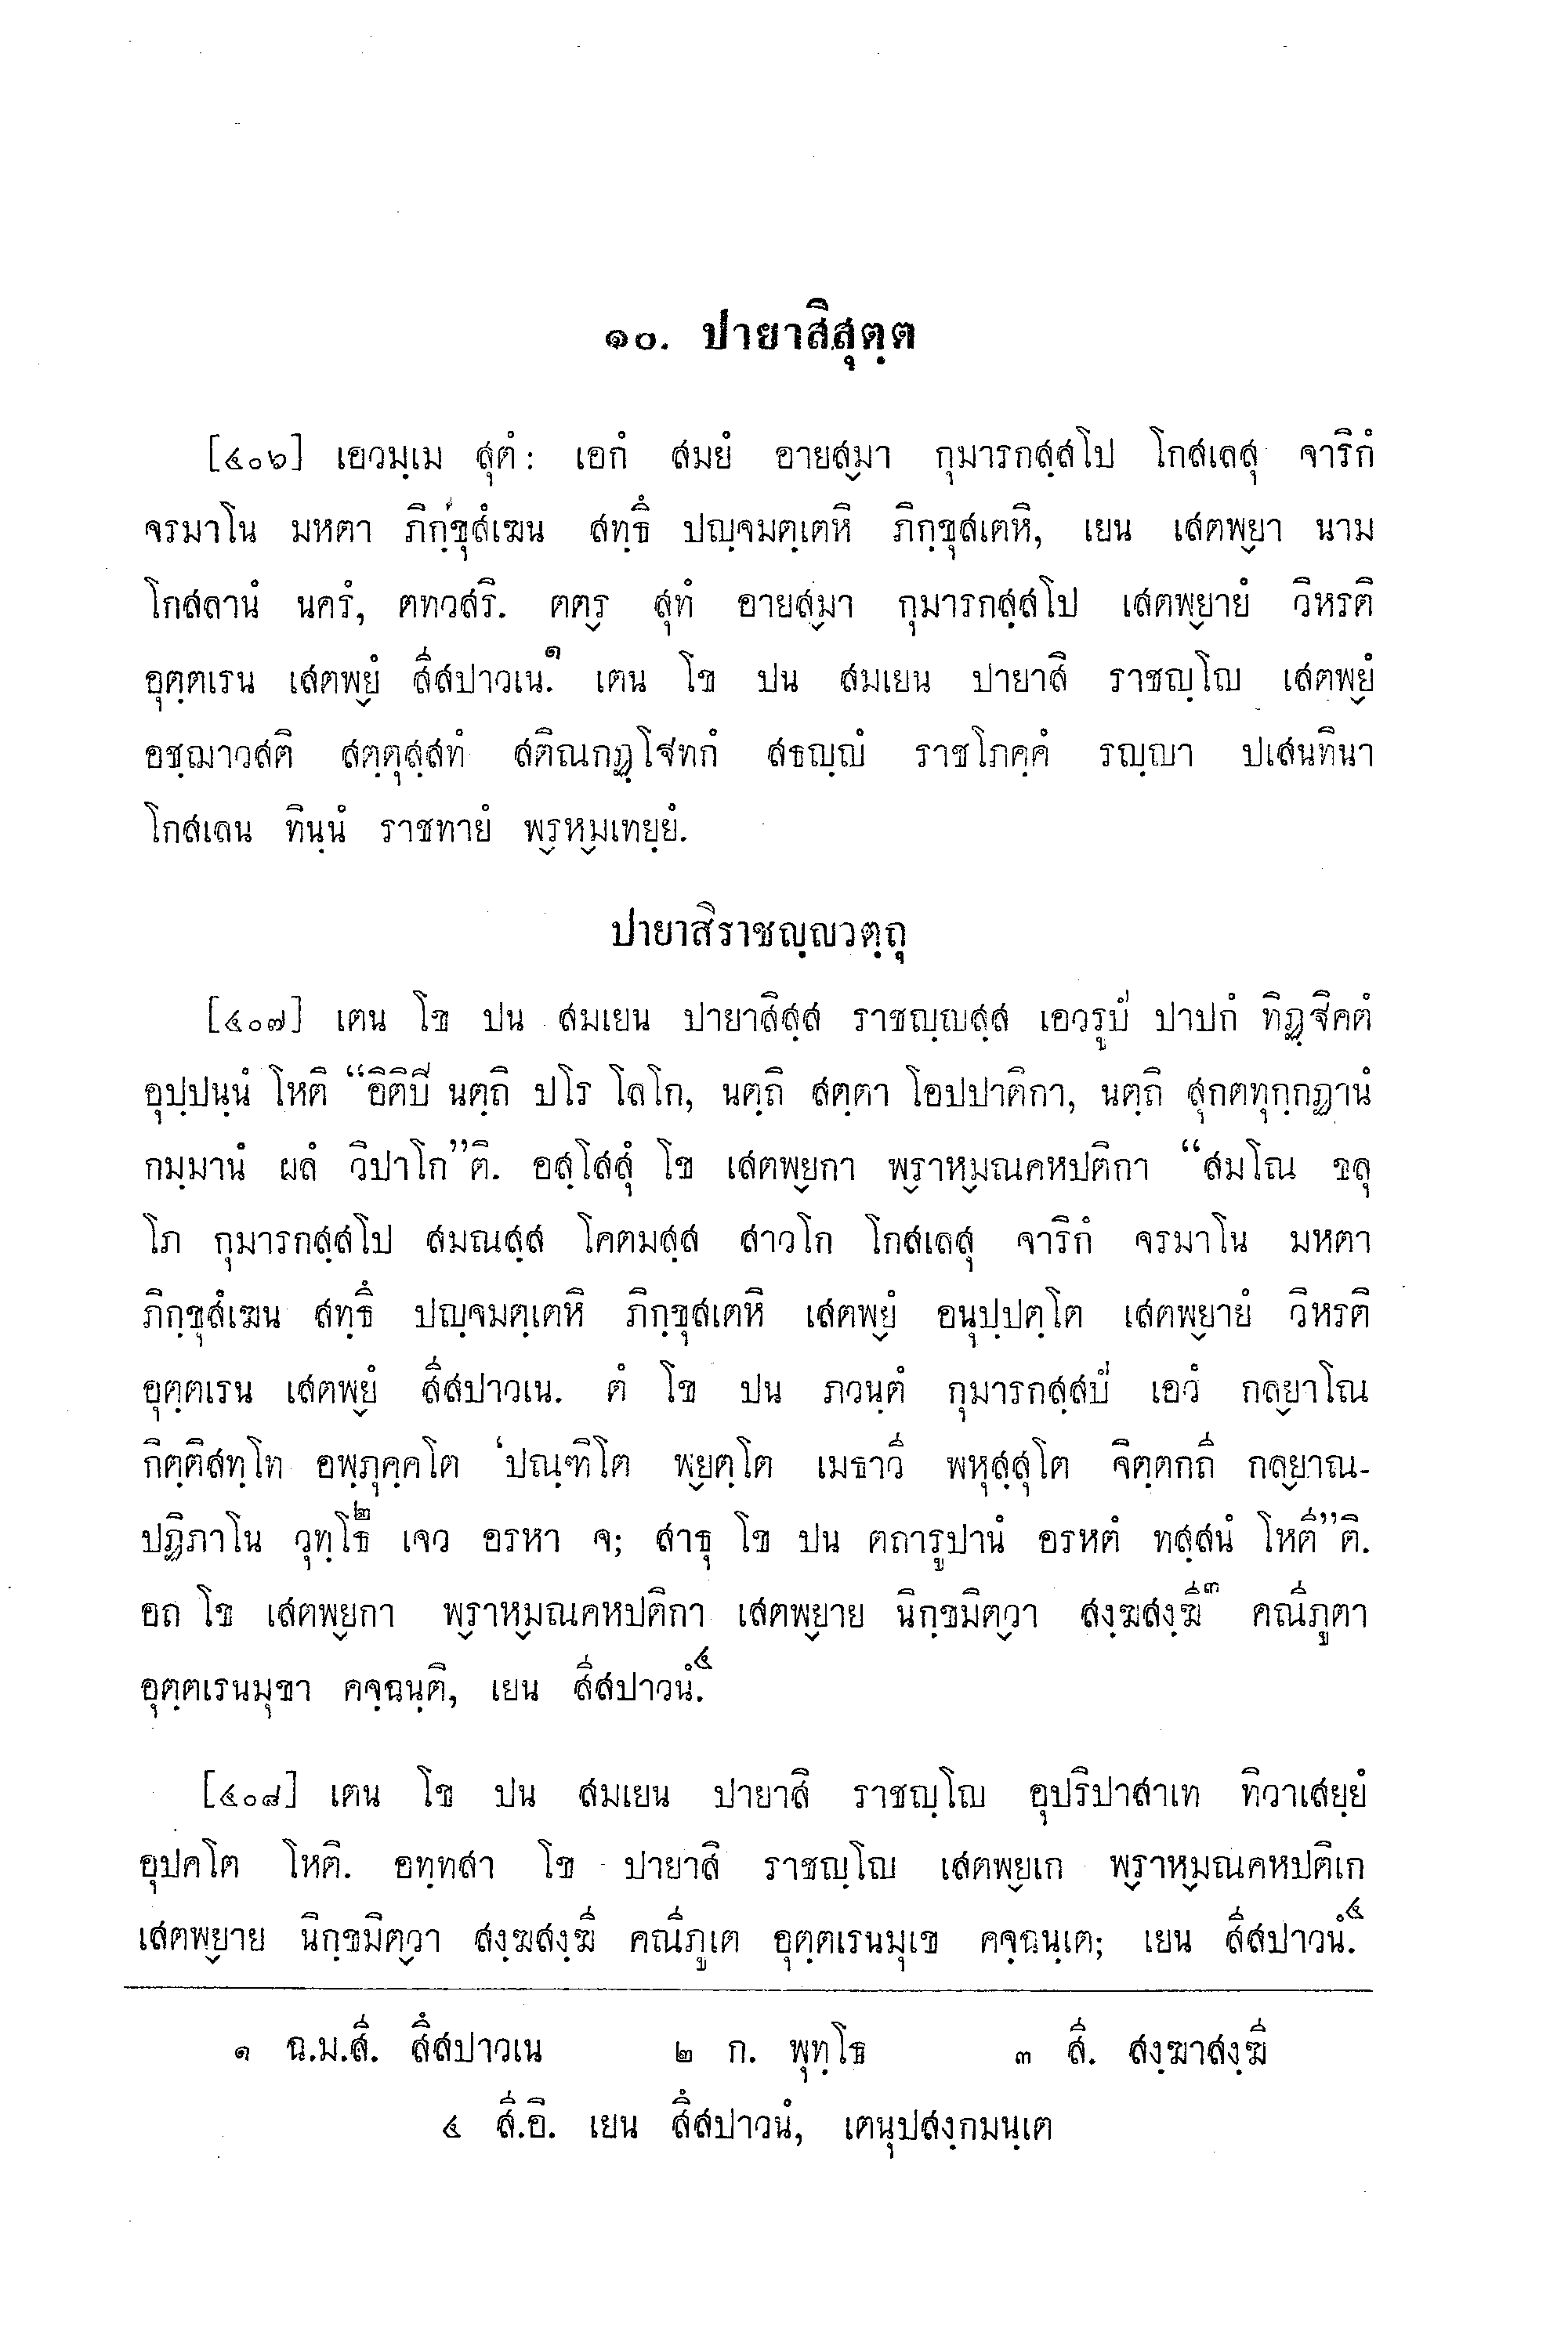 ๑๐. ปายาสิสุตฺต
[๔๐๖] เอวมฺเม สุตํ: เอกํ สมยํ อายสฺมา กุมารกสฺสโป โกสเลสุ จาริกํ
จรมาโน มหตา ภิกฺขุสํเฆน สทฺธิํ ปญฺจมตฺเตหิ ภิกฺขุสเตหิ, เยน เสตพฺยา นาม
โกสลานํ นครํ, ตทวสริ. ตตฺร สุทํ อายสฺมา กุมารกสฺสโป เสตพฺยายํ วิหรติ
อุตฺตเรน เสตพฺยํ สึสปาวเน.๑ เตน โข ปน สมเยน ปายาสิ ราชญฺโญ เสตพฺยํ
อชฺฌาวสติ สตฺตุสฺสทํ สติณกฏฺโฐทกํ สธญฺญํ ราชโภคฺคํ รญฺญา ปเสนทินา
โกสเลน ทินฺนํ ราชทายํ พฺรหฺมเทยฺยํ.
ปายาสิราชญฺญวตฺถุ
[๔๐๗] เตน โข ปน สมเยน ปายาสิสฺส ราชญฺญสฺส เอวรูปํ ปาปกํ ทิฏฺฐิคตํ
อุปฺปนฺนํ โหติ “อิติปิ นตฺถิ ปโร โลโก, นตฺถิ สตฺตา โอปปาติกา, นตฺถิ สุกตทุกฺกฏานํ
กมฺมานํ ผลํ วิปาโก”ติ. อสฺโสสุํ โข เสตพฺยกา พฺราหฺมณคหปติกา “สมโณ ขลุ
โภ กุมารกสฺสโป สมณสฺส โคตมสฺส สาวโก โกสเลสุ จาริกํ จรมาโน มหตา
ภิกฺขุสํเฆน สทฺธิํ ปญฺจมตฺเตหิ ภิกฺขุสเตหิ เสตพฺยํ อนุปฺปตฺโต เสตพฺยายํ วิหรติ
อุตฺตเรน เสตพฺยํ สึสปาวเน. ตํ โข ปน ภวนฺตํ กุมารกสฺสปํ เอวํ กลฺยาโณ
กิตฺติสทฺโท อพฺภุคฺคโต ‘ปณฺฑิโต พฺยตฺโต เมธาวี พหุสฺสุโต จิตฺตกถี กลฺยาณ-
ปฏิภาโน วุทฺโธ๒ เจว อรหา จ; สาธุ โข ปน ตถารูปานํ อรหตํ ทสฺสนํ โหตี”ติ.
อถ โข เสตพฺยกา พฺราหฺมณคหปติกา เสตพฺยาย นิกฺขมิตฺวา สงฺฆสงฺฆี๓ คณีภูตา
อุตฺตเรนมุขา คจฺฉนฺติ, เยน สึสปาวนํ.๔
[๔๐๘] เตน โข ปน สมเยน ปายาสิ ราชญฺโญ อุปริปาสาเท ทิวาเสยฺยํ
อุปคโต โหติ. อทฺทสา โข ปายาสิ ราชญฺโญ เสตพฺยเก พฺราหฺมณคหปติเก
เสตพฺยาย นิกฺขมิตฺวา สงฺฆสงฺฆี คณีภูเต อุตฺตเรนมุเข คจฺฉนฺเต; เยน สึสปาวนํ.๔
๑ ฉ.ม.สี. สึสปาวเน ๒ ก. พุทฺโธ ๓ สี. สงฺฆาสงฺฆี
๔ สี.อิ. เยน สึสปาวนํ, เตนุปสงฺกมนฺเต